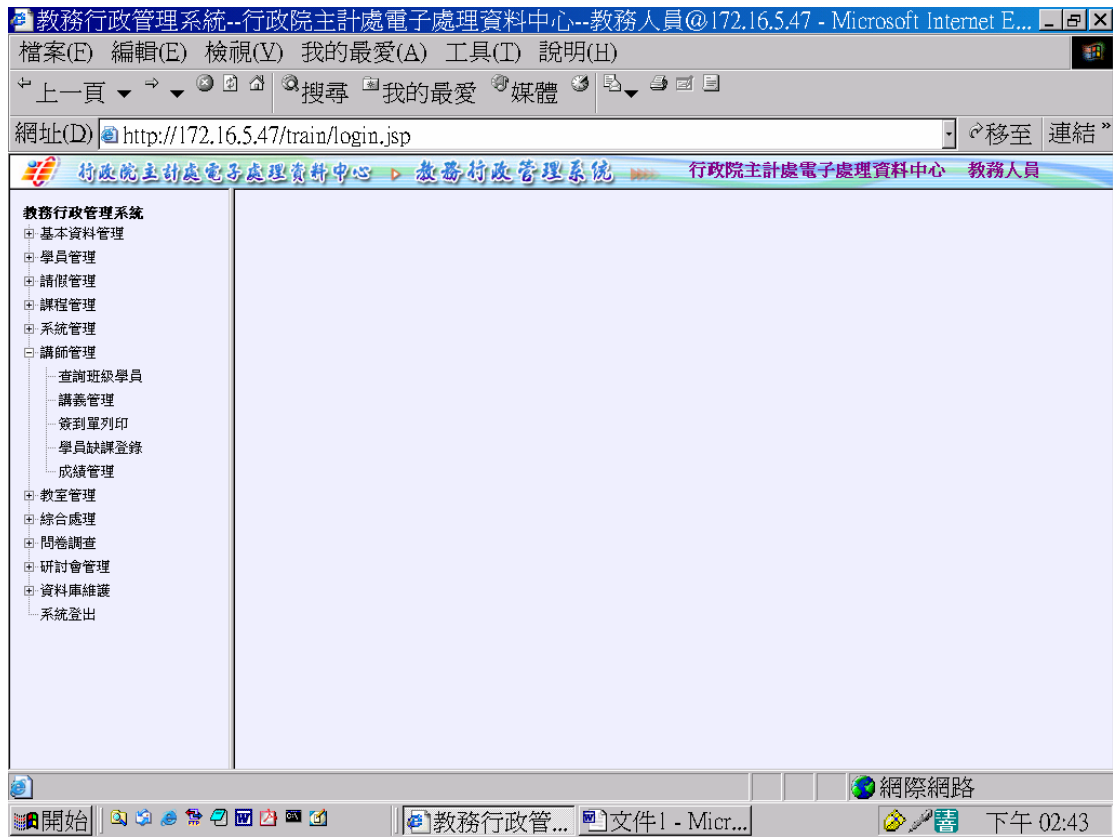 教務行政管理系統--行政院主計處電子處理資料中心--教務人員@172.16.5.47 - Microsoft Internet E...
檔案(F) 編輯(E) 檢視(V) 我的最愛(A) 工具(T) 說明(H)
上一頁 搜尋 我的最愛 媒體
網址(D) http://172.16.5.47/train/login.jsp 移至 連結 »
行政院主計處電子處理資料中心 教務行政管理系統 行政院主計處電子處理資料中心 教務人員
教務行政管理系統
基本資料管理
學員管理
請假管理
課程管理
系統管理
講師管理
查詢班級學員
講義管理
簽到單列印
學員缺課登錄
成績管理
教室管理
綜合處理
問卷調查
研討會管理
資料庫維護
系統登出
網際網路
開始 教務行政管... 文件1 - Micr... 下午 02:43